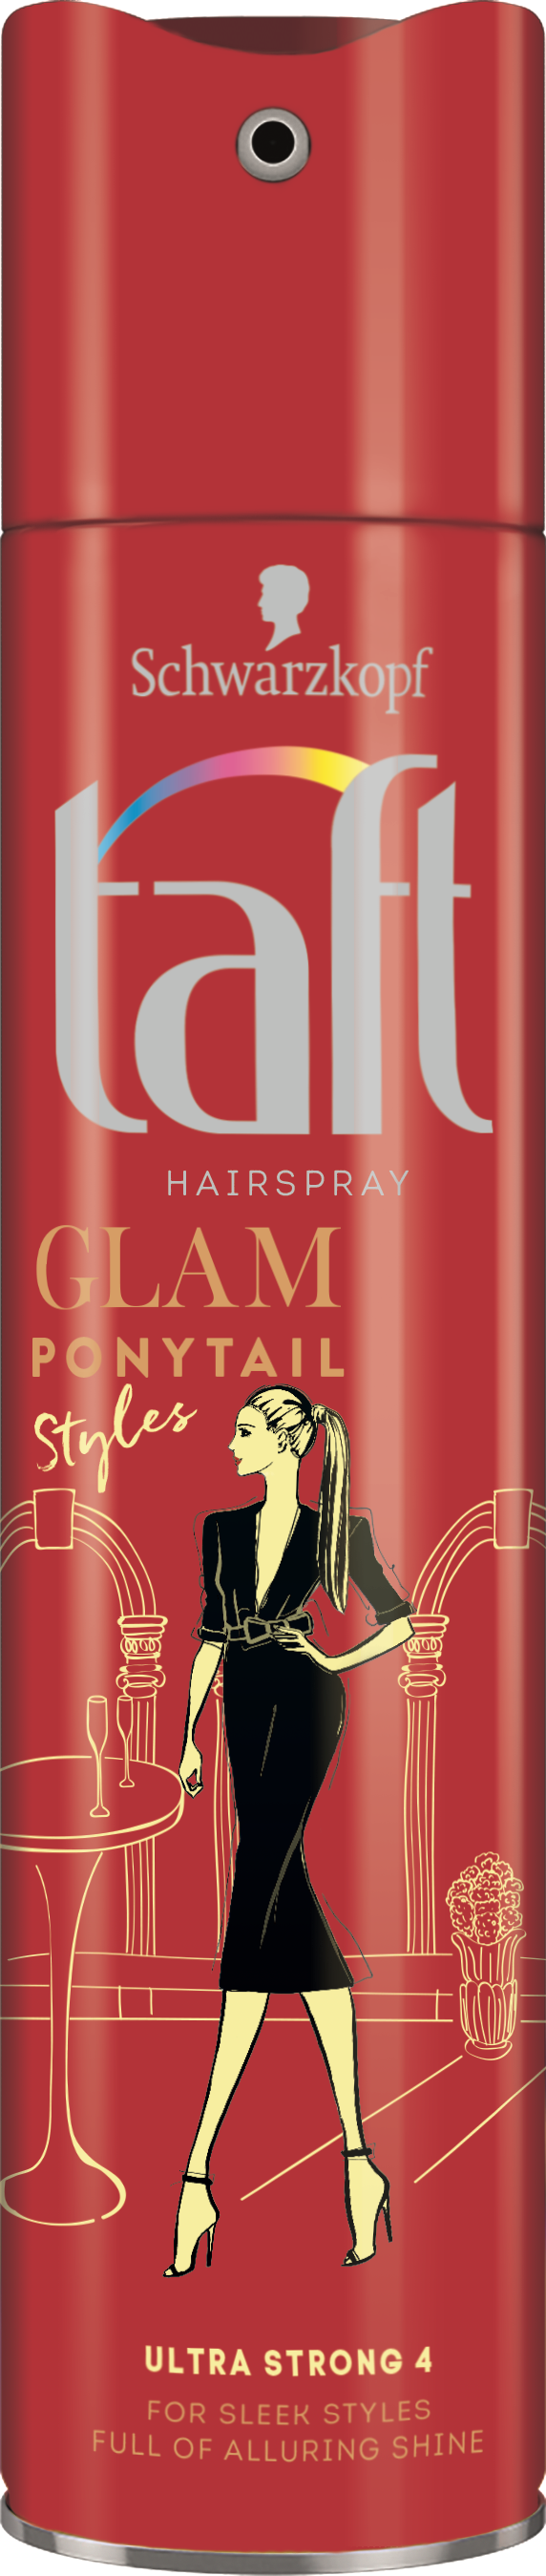 Schwarzkopf
taft
HAIRSPRAY
GLAM
PONYTAIL
Styles
ULTRA STRONG 4
FOR SLEEK STYLES
FULL OF ALLURING SHINE